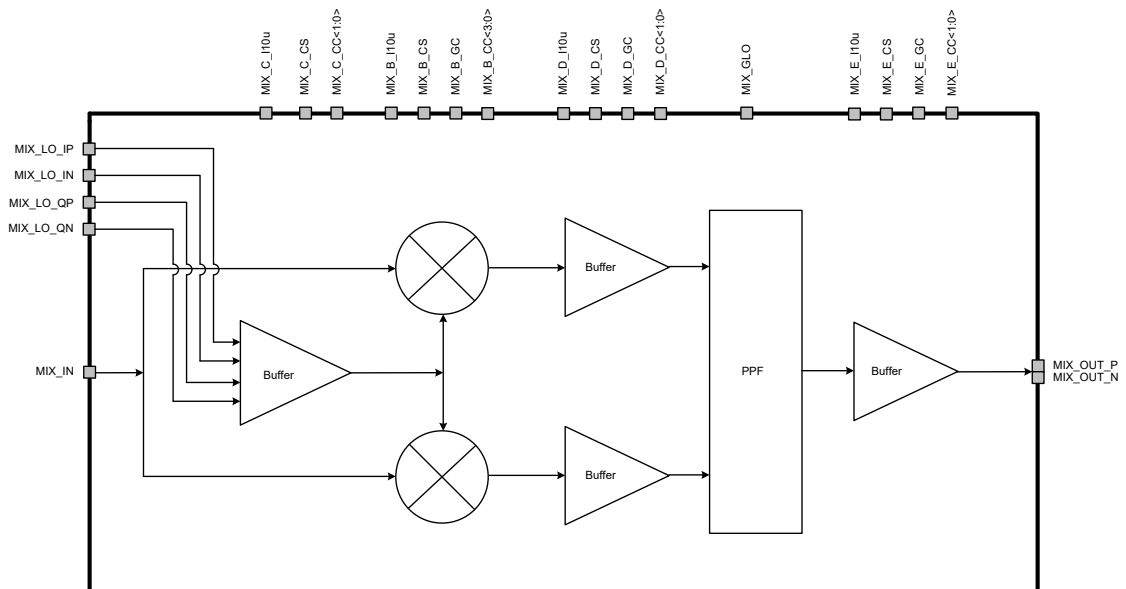 MIX_C_I10u
MIX_C_CS
MIX_C_CC<1:0>
MIX_B_I10u
MIX_B_CS
MIX_B_GC
MIX_B_CC<3:0>
MIX_D_I10u
MIX_D_CS
MIX_D_GC
MIX_D_CC<1:0>
MIX_GLO
MIX_E_I10u
MIX_E_CS
MIX_E_GC
MIX_E_CC<1:0>
MIX_LO_IP
MIX_LO_IN
MIX_LO_QP
MIX_LO_QN
Buffer
MIX_IN
Buffer
PPF
Buffer
MIX_OUT_P
MIX_OUT_N
Buffer